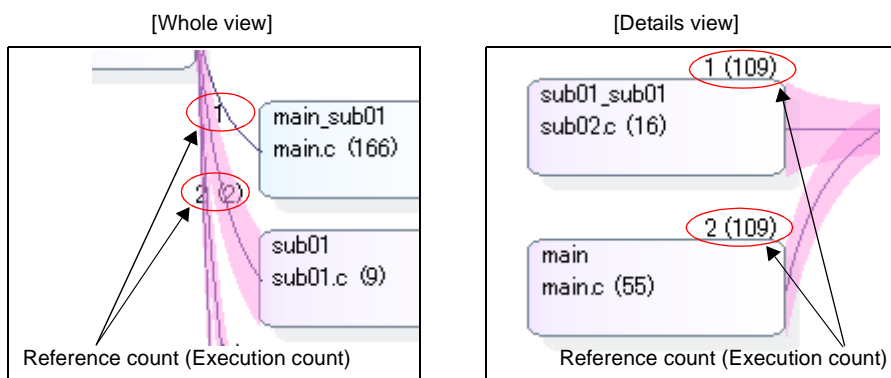 [Whole view]
1
main_sub01
main.c (166)
2 (2)
sub01
sub01.c (9)
Reference count (Execution count)
[Details view]
1 (109)
sub01_sub01
sub02.c (16)
2 (109)
main
main.c (55)
Reference count (Execution count)